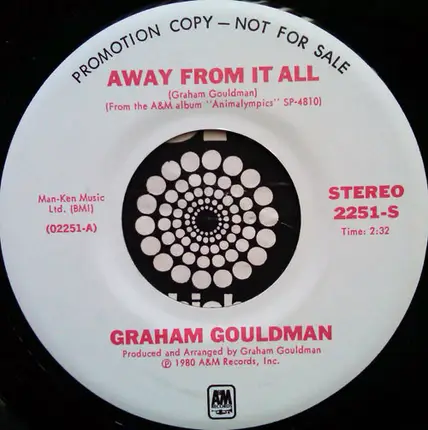 PROMOTION COPY — NOT FOR SALE
AWAY FROM IT ALL
(Graham Gouldman)
(From the A&M album "Animalympics" SP-4810)
Man-Ken Music
Ltd. (BMI)
(02251-A)
STEREO
2251-S
Time: 2:32
GRAHAM GOULDMAN
Produced and Arranged by Graham Gouldman
℗ 1980 A&M Records, Inc.
A&M
RECORDS